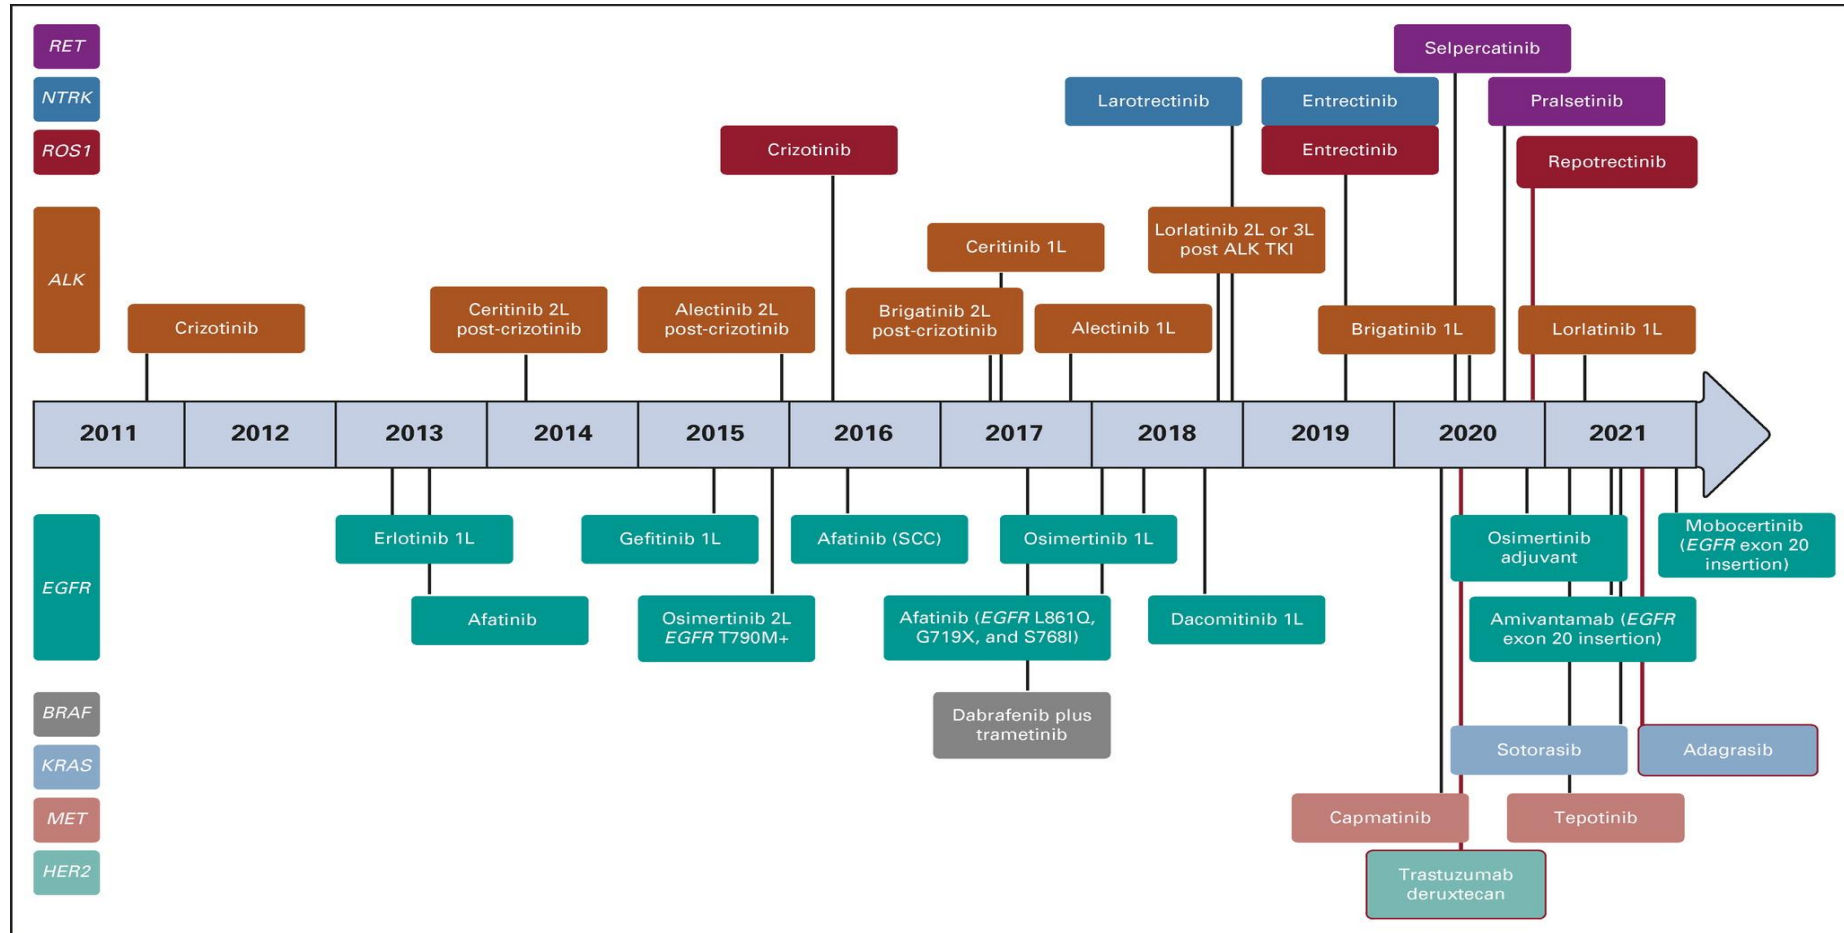 RET
Selpercatinib
NTRK
Larotrectinib
Entrectinib
Pralsetinib
ROS1
Crizotinib
Entrectinib
Repotrectinib
ALK
Ceritinib 1L
Lorlatinib 2L or 3L
post ALK TKI
Crizotinib
Ceritinib 2L
post-crizotinib
Alectinib 2L
post-crizotinib
Brigatinib 2L
post-crizotinib
Alectinib 1L
Brigatinib 1L
Lorlatinib 1L
2011
2012
2013
2014
2015
2016
2017
2018
2019
2020
2021
EGFR
Erlotinib 1L
Gefitinib 1L
Afatinib (SCC)
Osimertinib 1L
Osimertinib
adjuvant
Mobocertinib
(EGFR exon 20
insertion)
Afatinib
Osimertinib 2L
EGFR T790M+
Afatinib (EGFR L861Q,
G719X, and S768I)
Dacomitinib 1L
Amivantamab (EGFR
exon 20 insertion)
BRAF
Dabrafenib plus
trametinib
KRAS
Sotorasib
Adagrasib
MET
Capmatinib
Tepotinib
HER2
Trastuzumab
deruxtecan